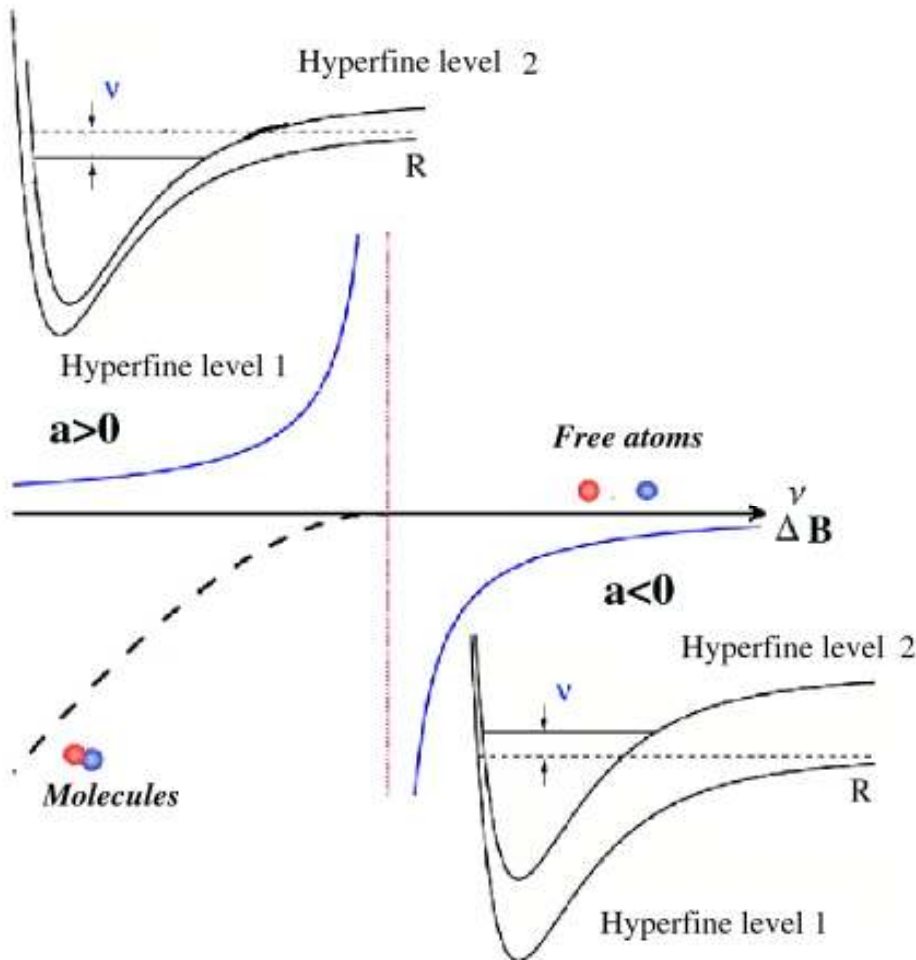 Hyperfine level 2
ν
R
Hyperfine level 1
a>0
Free atoms
ν
Δ B
a<0
Hyperfine level 2
ν
R
Molecules
Hyperfine level 1